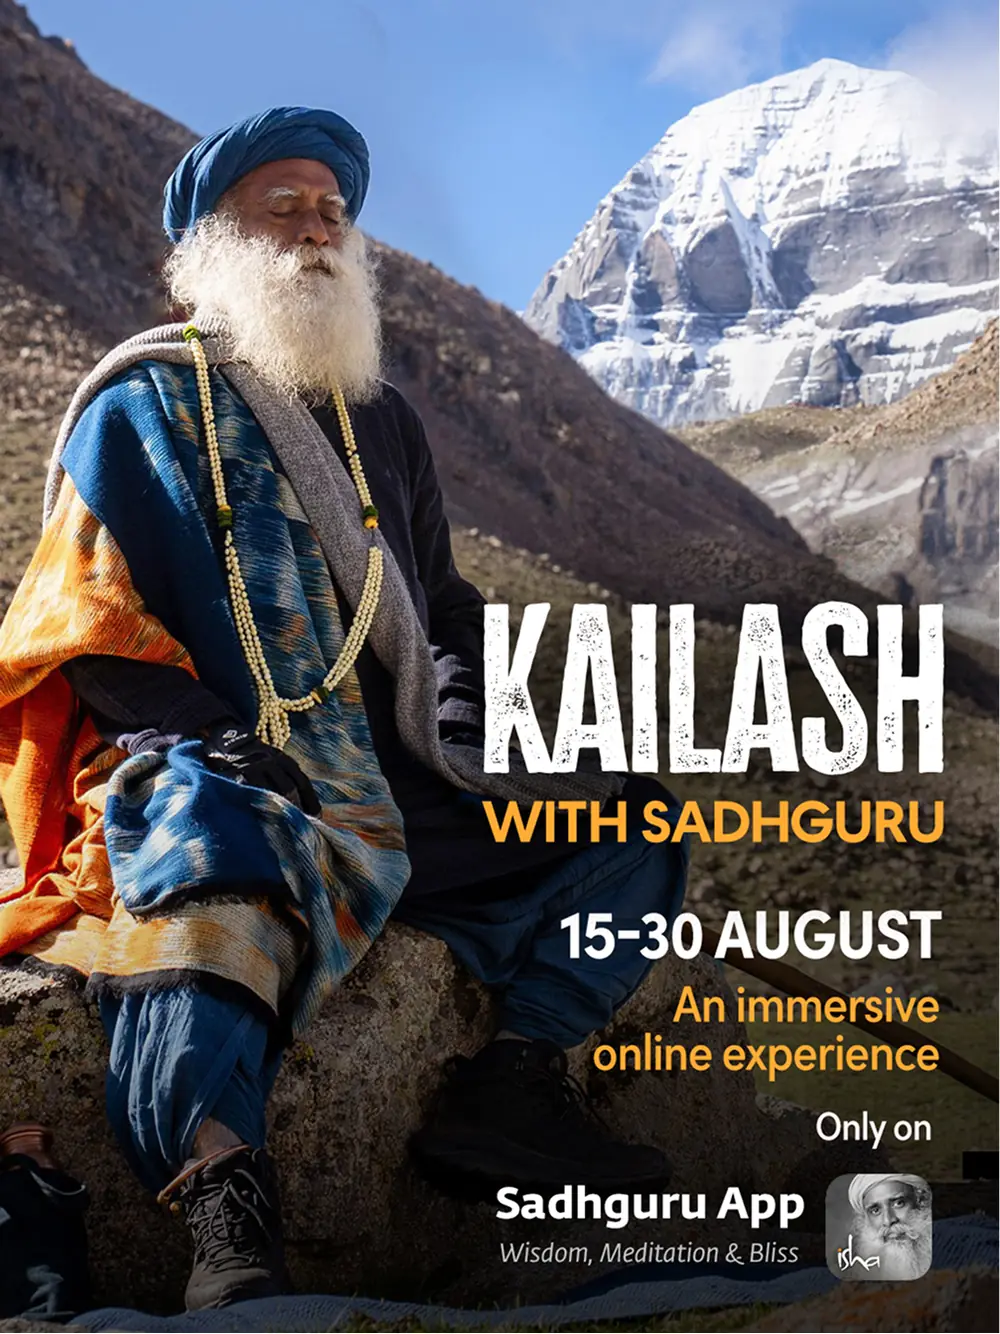 KAILASH
WITH SADHGURU
15-30 AUGUST
An immersive
online experience
Only on
Sadhguru App
Wisdom, Meditation & Bliss
isha